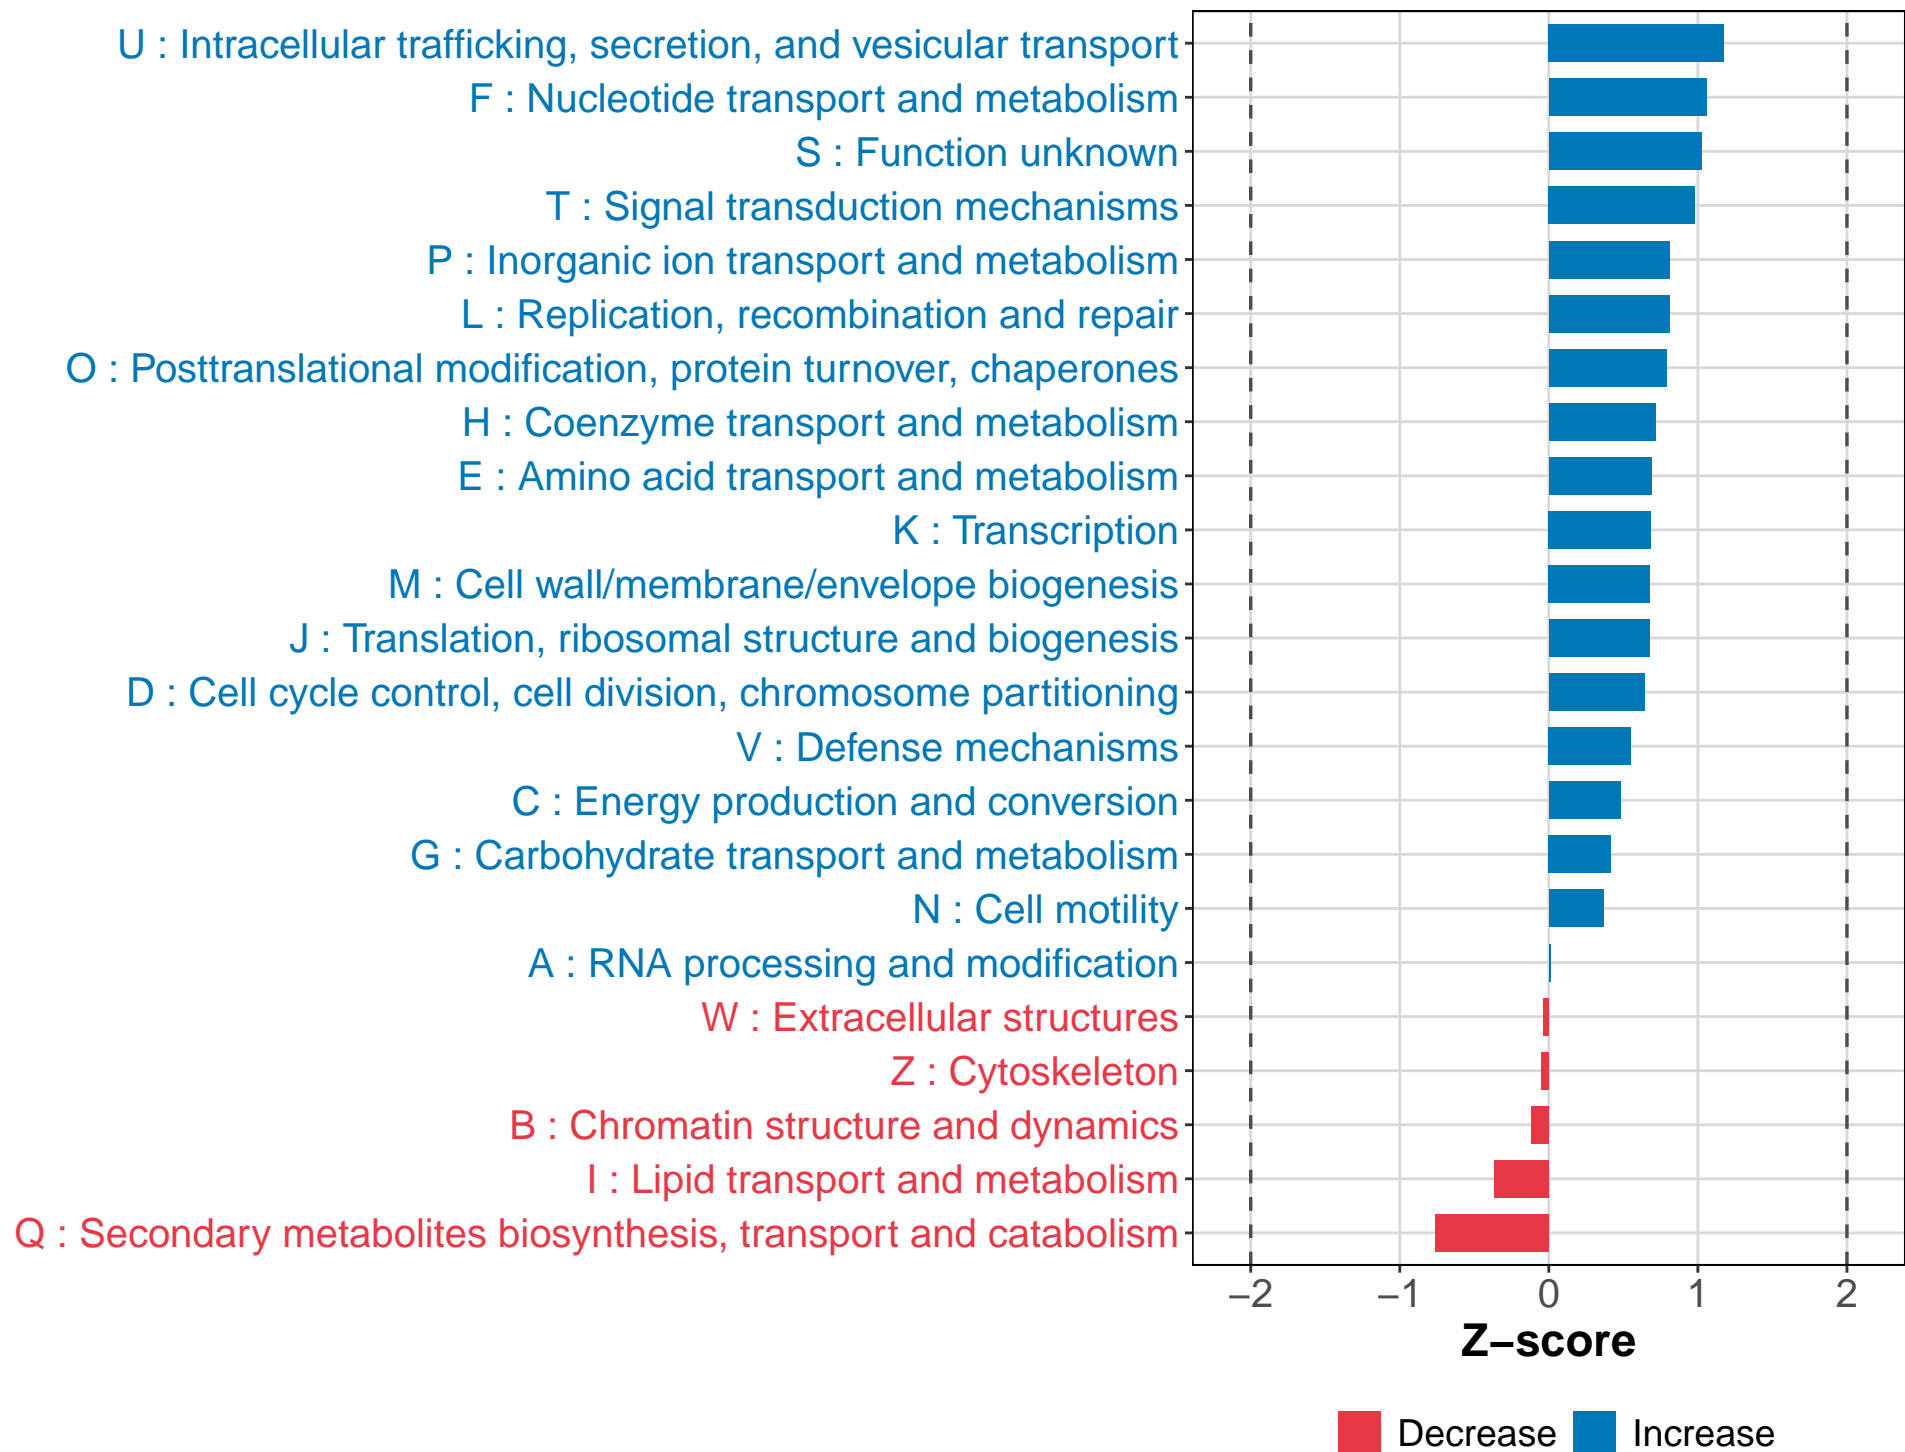 U : Intracellular trafficking, secretion, and vesicular transport
F : Nucleotide transport and metabolism
S : Function unknown
T : Signal transduction mechanisms
P : Inorganic ion transport and metabolism
L : Replication, recombination and repair
O : Posttranslational modification, protein turnover, chaperones
H : Coenzyme transport and metabolism
E : Amino acid transport and metabolism
K : Transcription
M : Cell wall/membrane/envelope biogenesis
J : Translation, ribosomal structure and biogenesis
D : Cell cycle control, cell division, chromosome partitioning
V : Defense mechanisms
C : Energy production and conversion
G : Carbohydrate transport and metabolism
N : Cell motility
A : RNA processing and modification
W : Extracellular structures
Z : Cytoskeleton
B : Chromatin structure and dynamics
I : Lipid transport and metabolism
Q : Secondary metabolites biosynthesis, transport and catabolism
−2 −1 0 1 2
Z−score
Decrease Increase